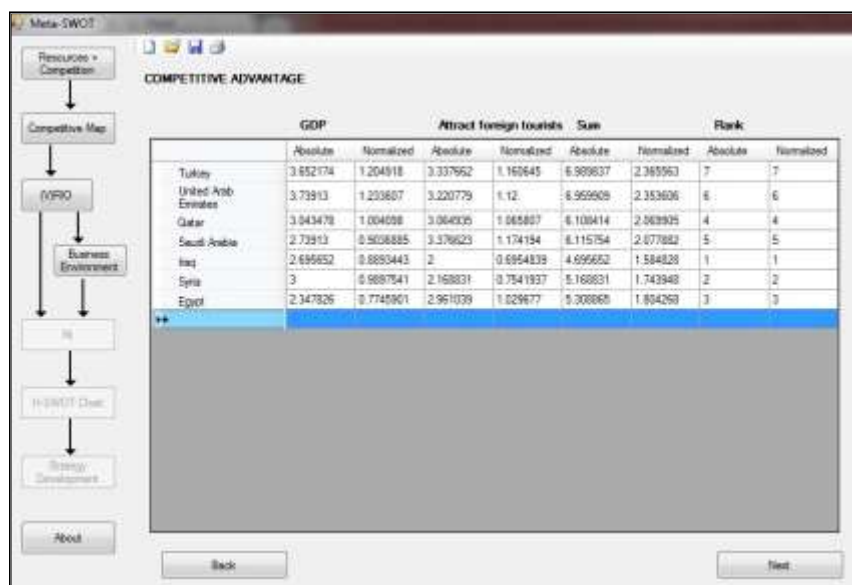 Meta-SWOT
Resources + Competition
COMPETITIVE ADVANTAGE
Competitive Map
GDP Attract foreign tourists Sum Rank
Absolute Normalized Absolute Normalized Absolute Normalized Absolute Normalized
Turkey 3.652174 1.204918 3.337662 1.160645 6.989837 2.365563 7 7
United Arab Emirates 3.73913 1.233607 3.220779 1.12 6.959909 2.353606 6 6
Qatar 3.043478 1.004098 3.064935 1.065807 6.108414 2.069905 4 4
Saudi Arabia 2.73913 0.9036885 3.376623 1.174194 6.115754 2.077882 5 5
Iraq 2.695652 0.8893443 2 0.6954839 4.695652 1.584828 1 1
Syria 3 0.9897541 2.168831 0.7541937 5.168831 1.743948 2 2
Egypt 2.347826 0.7745901 2.961039 1.029677 5.308865 1.804268 3 3
Business Environment
Strategy Development
About
Back Next